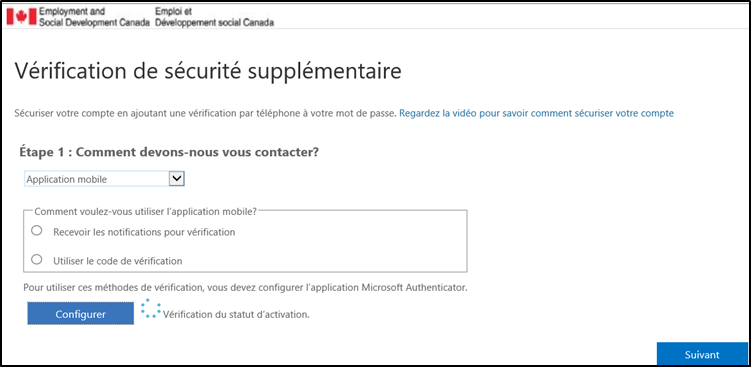 Employment and Emploi et
Social Development Canada Développement social Canada
Vérification de sécurité supplémentaire
Sécuriser votre compte en ajoutant une vérification par téléphone à votre mot de passe. Regardez la vidéo pour savoir comment sécuriser votre compte
Étape 1 : Comment devons-nous vous contacter?
Application mobile
Comment voulez-vous utiliser l'application mobile?
Recevoir les notifications pour vérification
Utiliser le code de vérification
Pour utiliser ces méthodes de vérification, vous devez configurer l'application Microsoft Authenticator.
Configurer Vérification du statut d'activation.
Suivant